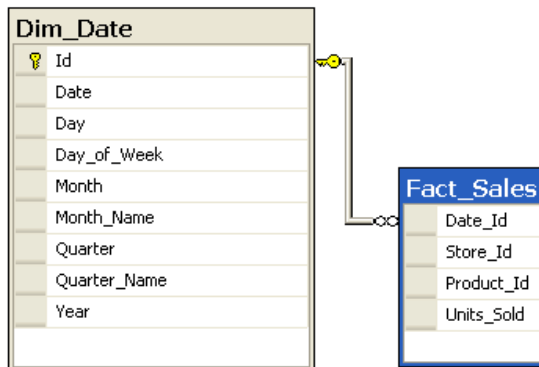 Dim_Date
Id
Date
Day
Day_of_Week
Month
Month_Name
Quarter
Quarter_Name
Year
Fact_Sales
Date_Id
Store_Id
Product_Id
Units_Sold